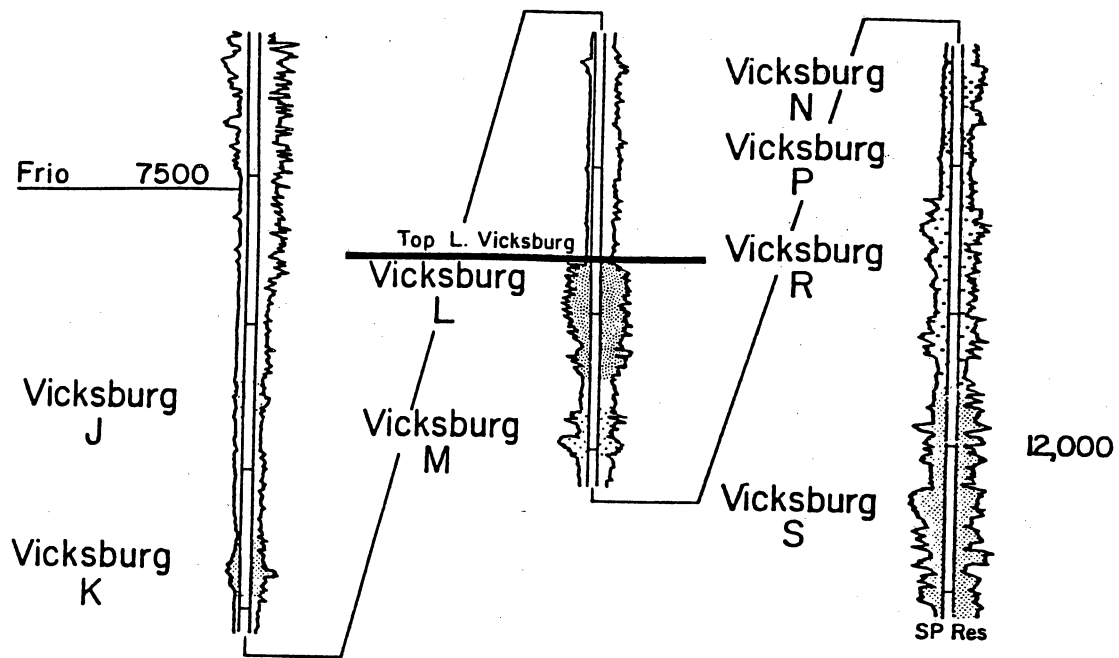 Frio 7500
Vicksburg
J
Vicksburg
K
Top L. Vicksburg
Vicksburg
L
Vicksburg
M
Vicksburg
N
Vicksburg
P
Vicksburg
R
Vicksburg
S
12,000
SP Res